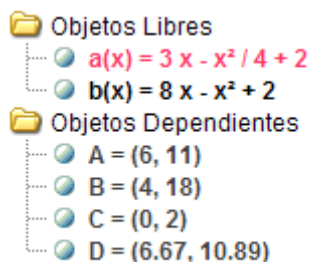 Objetos Libres
a(x) = 3 x - x² / 4 + 2
b(x) = 8 x - x² + 2
Objetos Dependientes
A = (6, 11)
B = (4, 18)
C = (0, 2)
D = (6.67, 10.89)